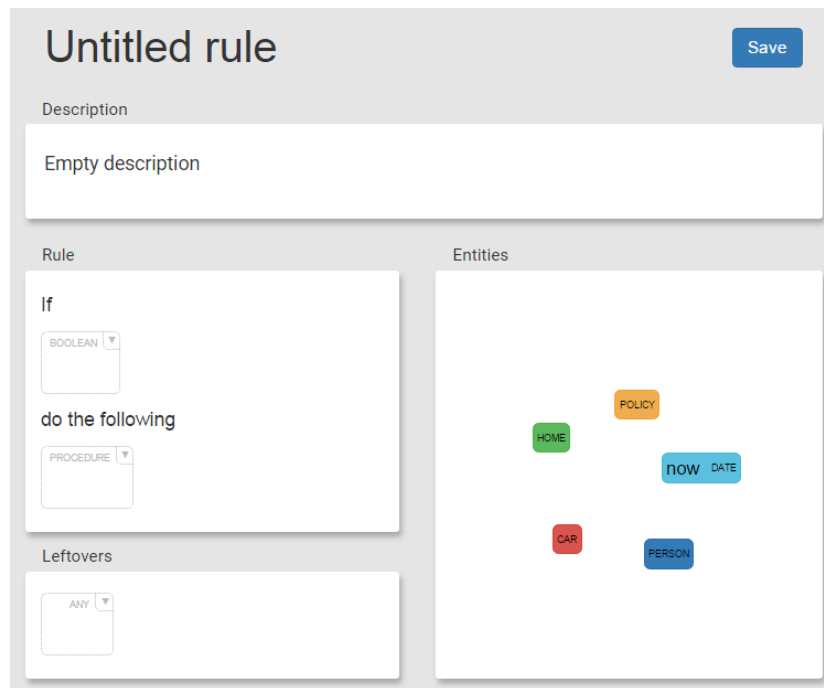 Untitled rule
Save
Description
Empty description
Rule
If
BOOLEAN
do the following
PROCEDURE
Leftovers
ANY
Entities
POLICY
HOME
now DATE
CAR
PERSON